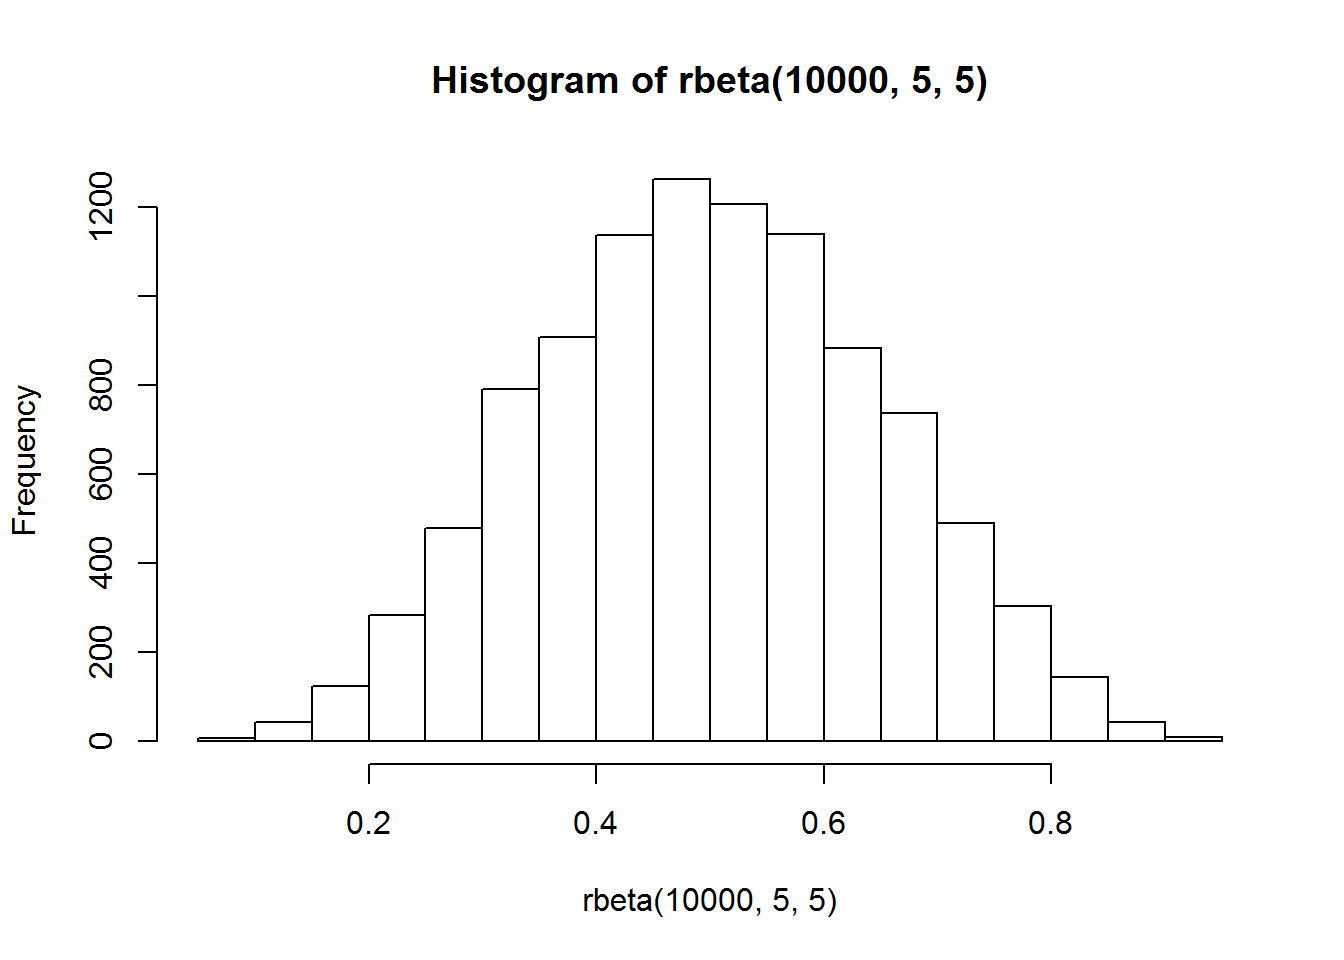 Histogram of rbeta(10000, 5, 5)
Frequency
1200
800
600
400
200
0
0.2 0.4 0.6 0.8
rbeta(10000, 5, 5)